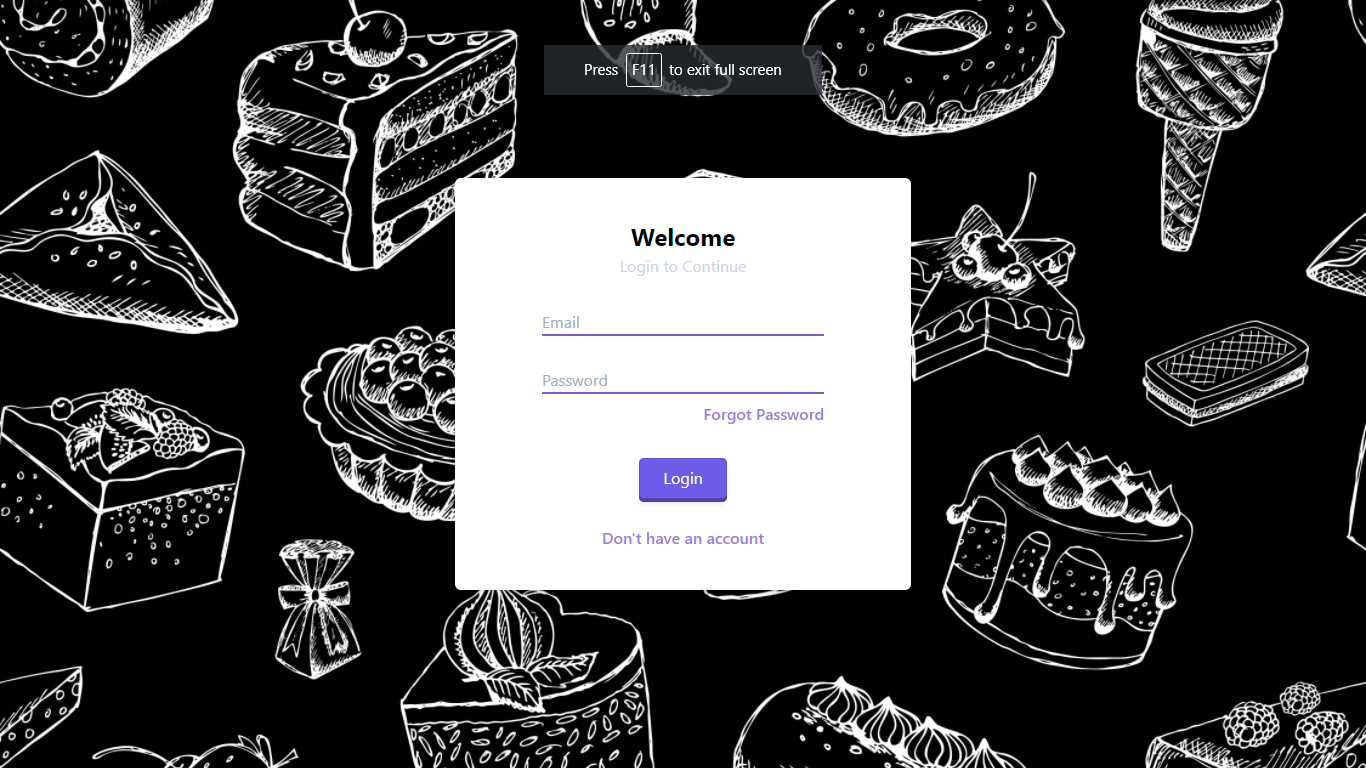 Press F11 to exit full screen
Welcome
Login to Continue
Email
Password
Forgot Password
Login
Don't have an account